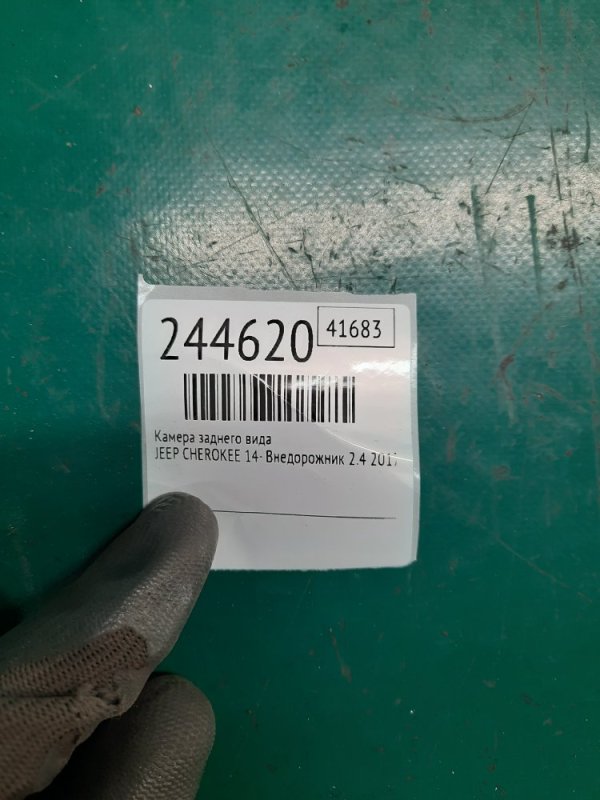 244620 41683
Камера заднего вида
JEEP CHEROKEE 14- Внедорожник 2.4 2017